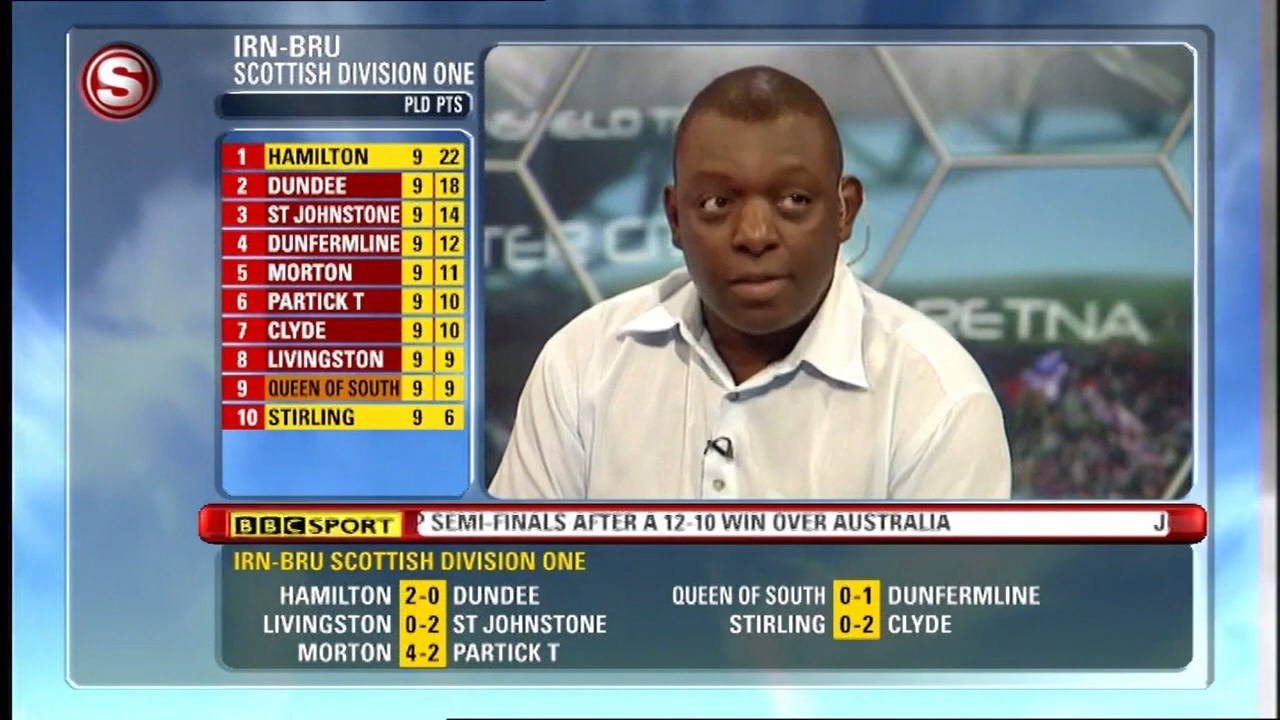 S
IRN-BRU
SCOTTISH DIVISION ONE
PLD PTS
1 HAMILTON 9 22
2 DUNDEE 9 18
3 ST JOHNSTONE 9 14
4 DUNFERMLINE 9 12
5 MORTON 9 11
6 PARTICK T 9 10
7 CLYDE 9 10
8 LIVINGSTON 9 9
9 QUEEN OF SOUTH 9 9
10 STIRLING 9 6
RETNA
BBC SPORT P SEMI-FINALS AFTER A 12-10 WIN OVER AUSTRALIA J
IRN-BRU SCOTTISH DIVISION ONE
HAMILTON 2-0 DUNDEE
LIVINGSTON 0-2 ST JOHNSTONE
MORTON 4-2 PARTICK T
QUEEN OF SOUTH 0-1 DUNFERMLINE
STIRLING 0-2 CLYDE